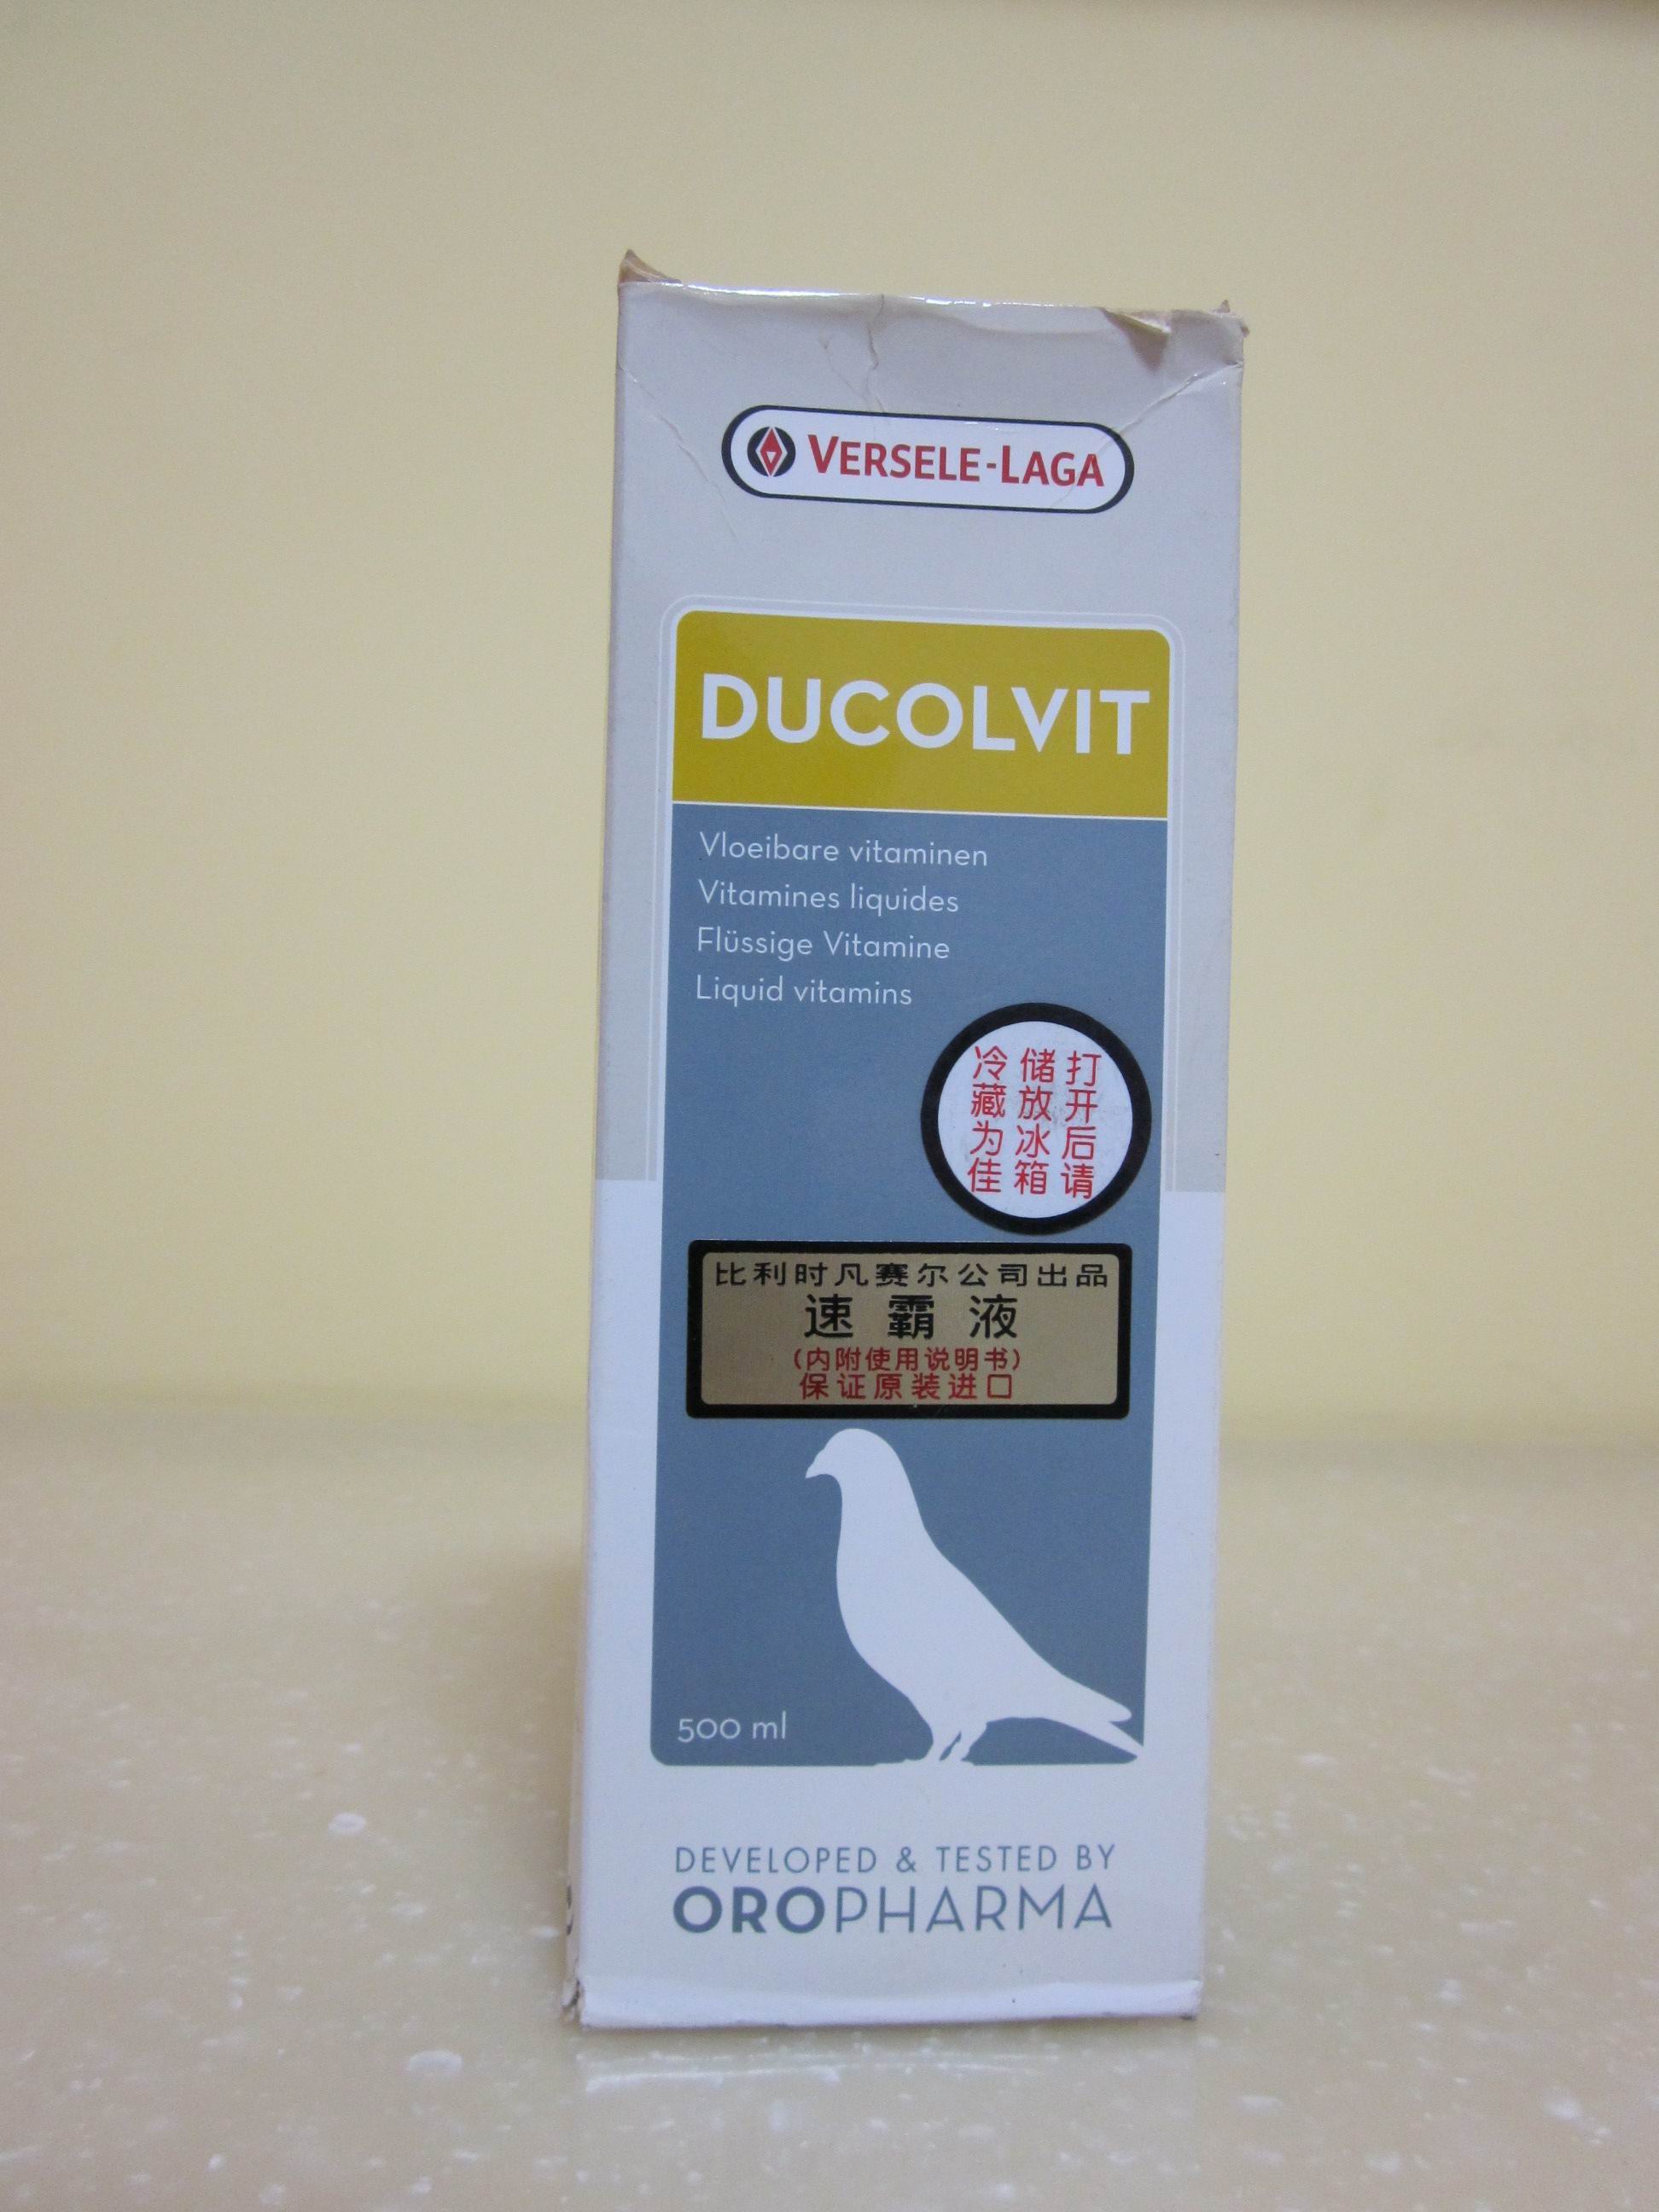 VERSELE-LAGA
DUCOLVIT
Vloeibare vitaminen
Vitamines liquides
Flüssige Vitamine
Liquid vitamins
打开后请
储放冰箱
冷藏为佳
比利时凡赛尔公司出品
速霸液
(内附使用说明书)
保证原装进口
500 ml
DEVELOPED & TESTED BY
OROPHARMA